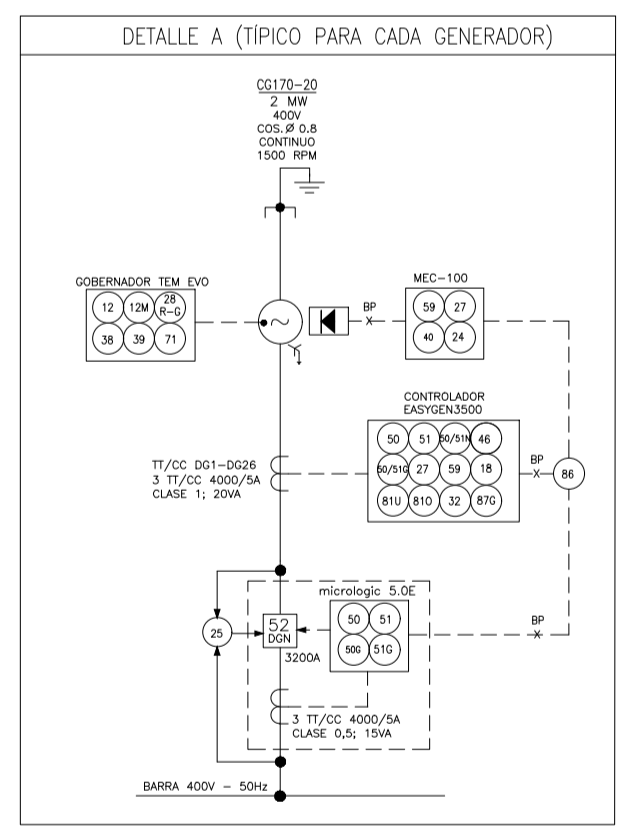 DETALLE A (TÍPICO PARA CADA GENERADOR)
CG170-20
2 MW
400V
COS.Ø 0.8
CONTINUO
1500 RPM
GOBERNADOR TEM EVO
12 12M 28 R-G
38 39 71
BP
X
MEC-100
59 27
40 24
CONTROLADOR
EASYGEN3500
50 51 50/51N 46
50/51G 27 59 18
81U 81O 32 87G
BP
X
86
TT/CC DG1-DG26
3 TT/CC 4000/5A
CLASE 1; 20VA
micrologic 5.0E
25
52
DGN
3200A
50 51
50G 51G
BP
X
3 TT/CC 4000/5A
CLASE 0,5; 15VA
BARRA 400V - 50Hz